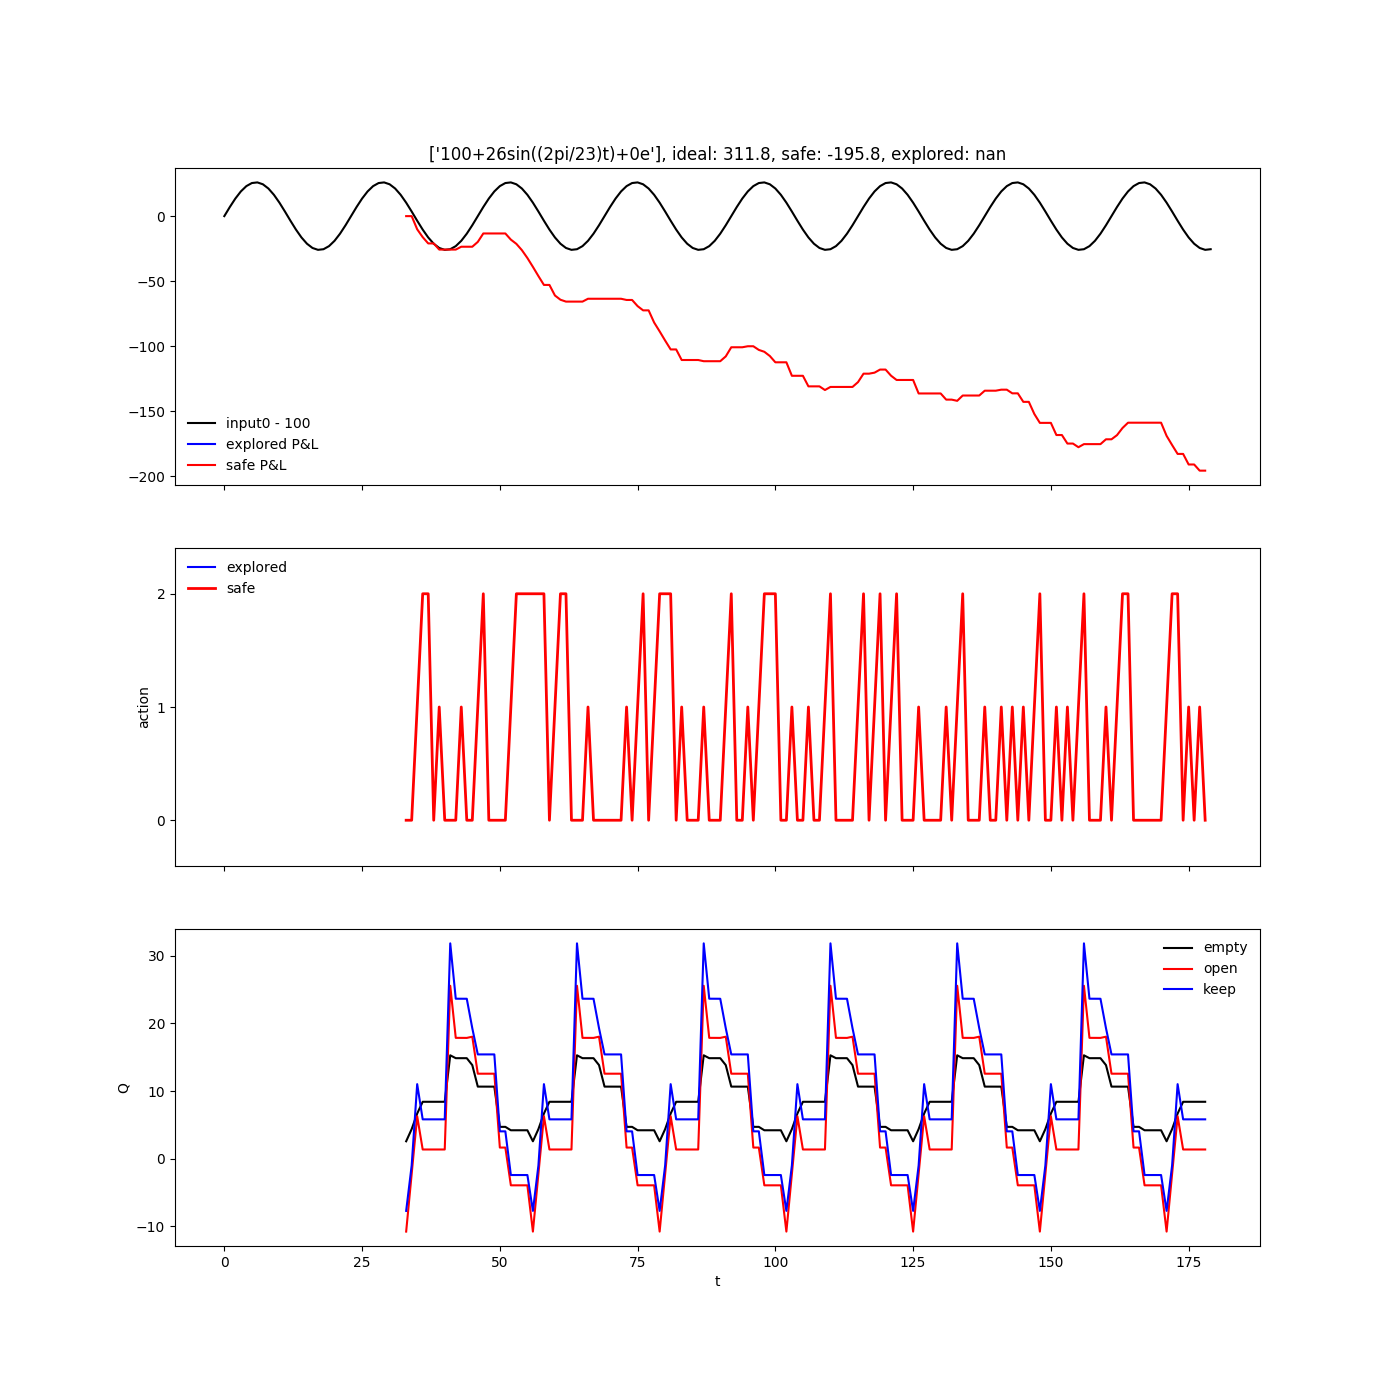 ['100+26sin((2pi/23)t)+0e'], ideal: 311.8, safe: -195.8, explored: nan
0
−50
−100
−150
−200
input0 - 100
explored P&L
safe P&L
2
1
0
action
explored
safe
30
20
10
0
−10
Q
empty
open
keep
0 25 50 75 100 125 150 175
t